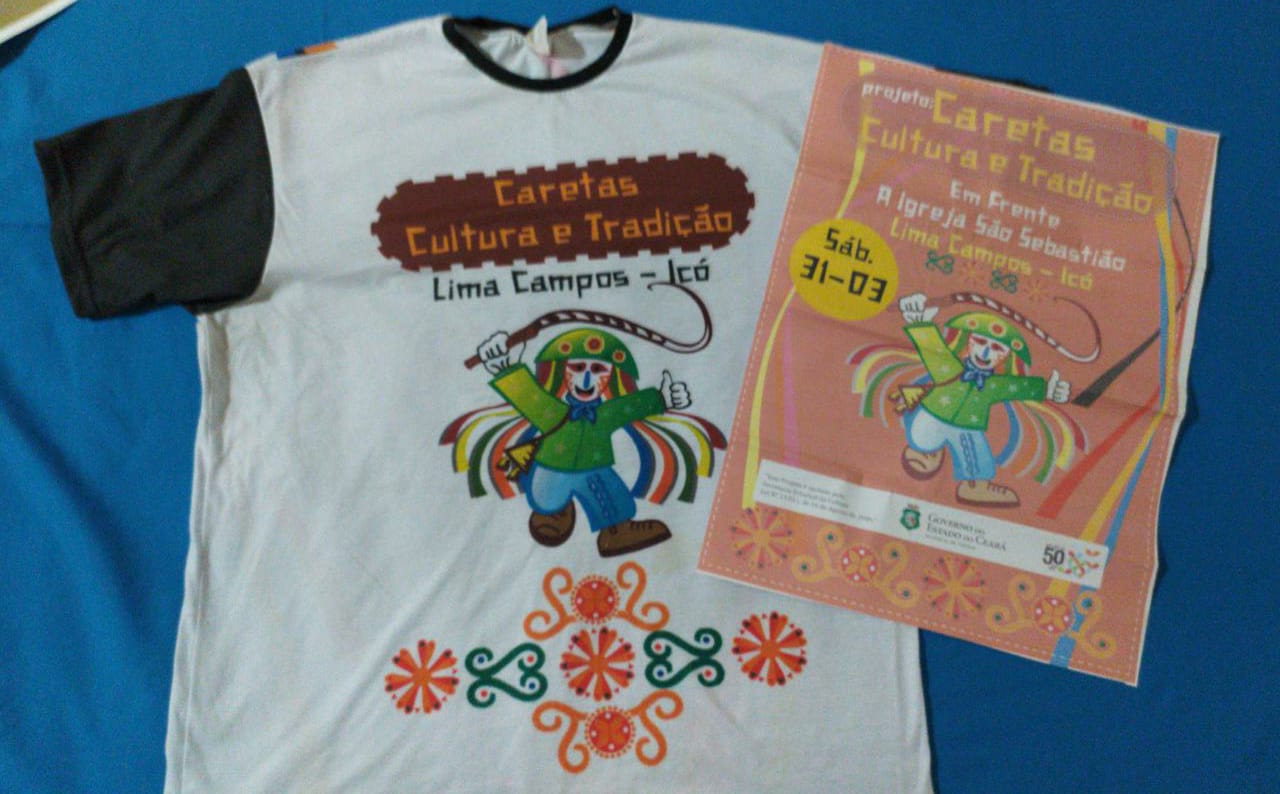 Caretas
Cultura e Tradição
Lima Campos - Icó
projeto: Caretas
Cultura e Tradição
Em Frente
A Igreja São Sebastião
Lima Campos - Icó
Sáb.
31-03
Governo do
Estado do Ceará
50